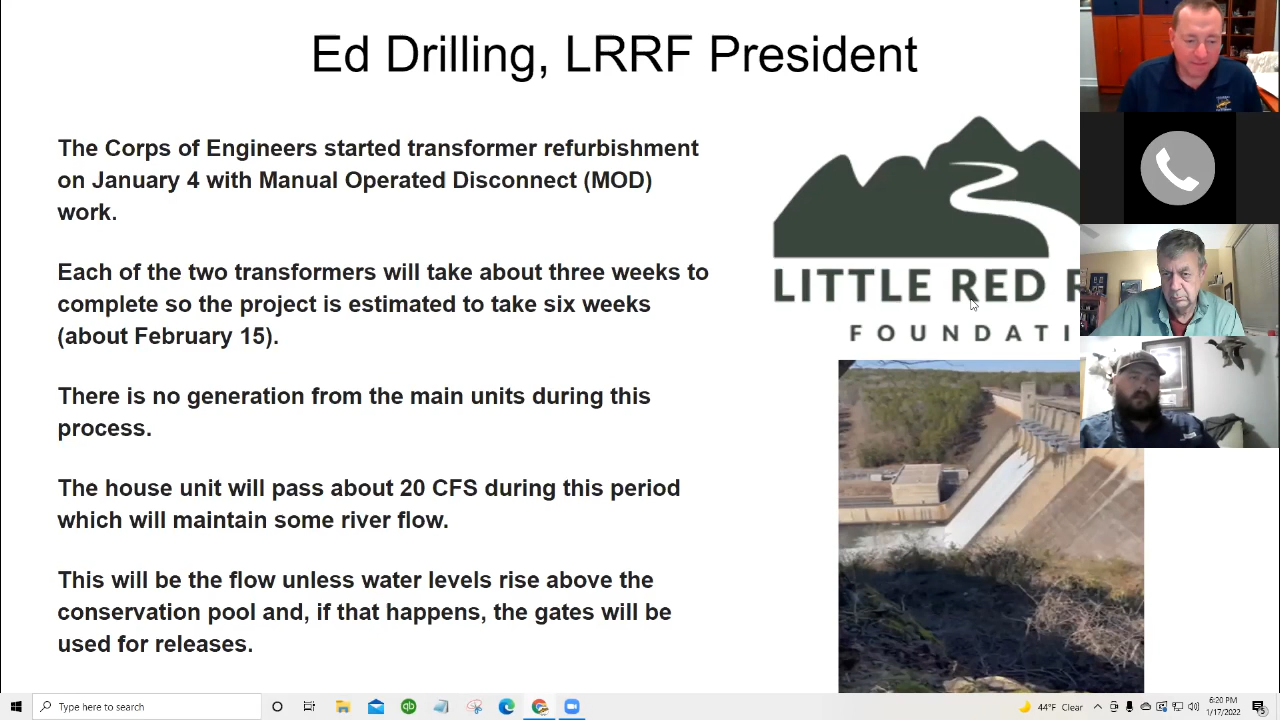 Ed Drilling, LRRF President
The Corps of Engineers started transformer refurbishment
on January 4 with Manual Operated Disconnect (MOD)
work.
Each of the two transformers will take about three weeks to
complete so the project is estimated to take six weeks
(about February 15).
There is no generation from the main units during this
process.
The house unit will pass about 20 CFS during this period
which will maintain some river flow.
This will be the flow unless water levels rise above the
conservation pool and, if that happens, the gates will be
used for releases.
LITTLE RED
FOUNDATI
Type here to search
qb
44°F Clear
6:20 PM
1/17/2022